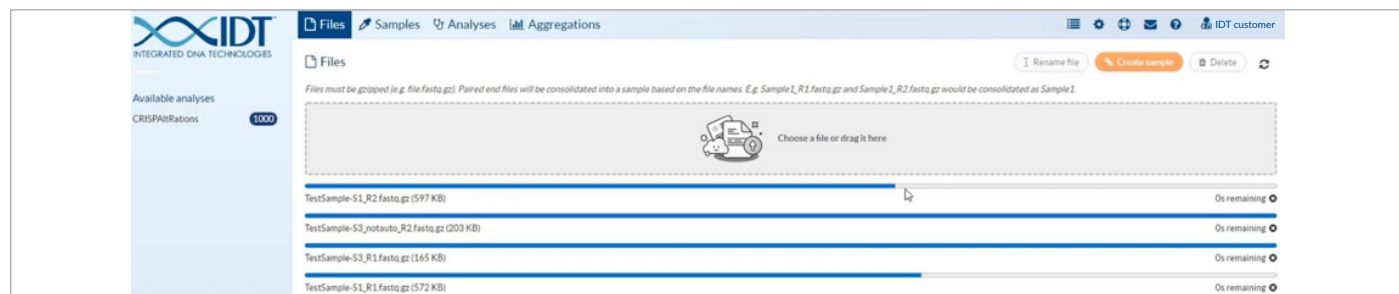 IDT
INTEGRATED DNA TECHNOLOGIES
Files Samples Analyses Aggregations IDT customer
Files Rename file Create sample Delete
Files must be gzipped (e.g. file.fastq.gz). Paired end files will be consolidated into a sample based on the file names. E.g. Sample1_R1.fastq.gz and Sample1_R2.fastq.gz would be consolidated as Sample1.
Available analyses
CRISPAltRations 1000
Choose a file or drag it here
TestSample-S1_R2.fastq.gz (597 KB) 0s remaining
TestSample-S3_notauto_R2.fastq.gz (203 KB) 0s remaining
TestSample-S3_R1.fastq.gz (165 KB) 0s remaining
TestSample-S1_R1.fastq.gz (572 KB) 0s remaining